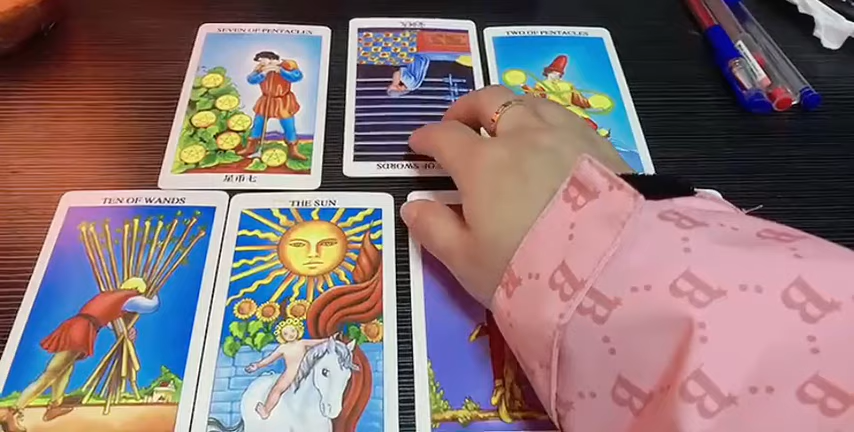 SEVEN OF PENTACLES
TWO OF PENTACLES
星币七
OF SWORDS
TEN OF WANDS
THE SUN
B